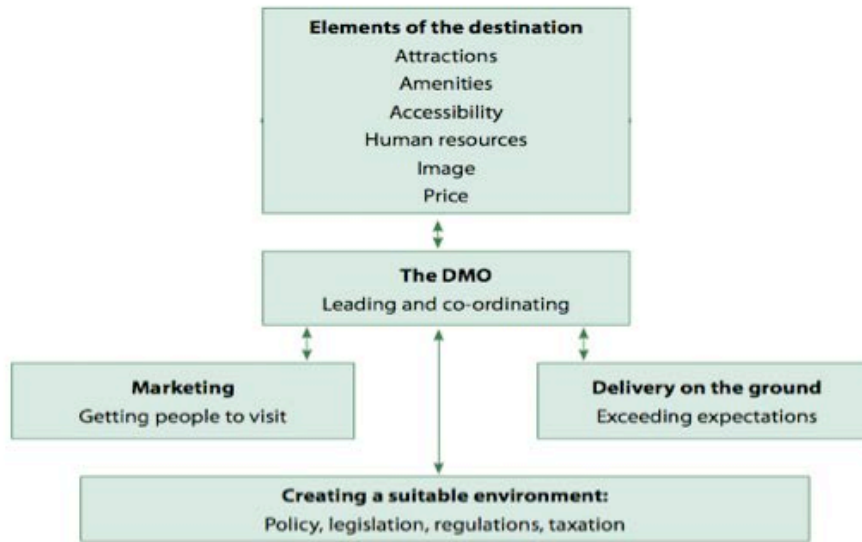 Elements of the destination
Attractions
Amenities
Accessibility
Human resources
Image
Price
The DMO
Leading and co-ordinating
Marketing
Getting people to visit
Delivery on the ground
Exceeding expectations
Creating a suitable environment:
Policy, legislation, regulations, taxation